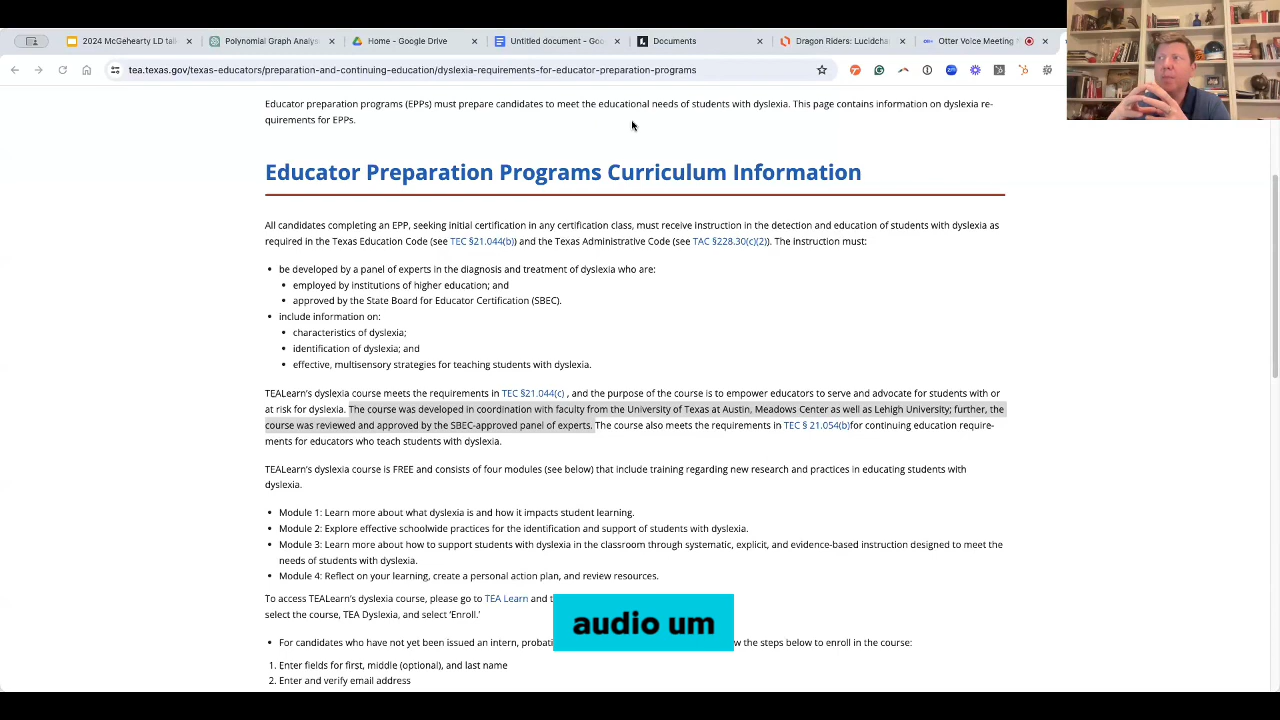 2024 McGehearty LD tal
Polynomial Graph Analys
Home - Google Drive
Untitled document - Goo
Documents
Dragon Riders: Lucidcha
Otter Voice Meeting
tea.texas.gov/texas-educators/preparation-and-continuing-education/dyslexia-requirements-for-educator-preparation-programs
Educator preparation programs (EPPs) must prepare candidates to meet the educational needs of students with dyslexia. This page contains information on dyslexia re-
quirements for EPPs.
Educator Preparation Programs Curriculum Information
All candidates completing an EPP, seeking initial certification in any certification class, must receive instruction in the detection and education of students with dyslexia as
required in the Texas Education Code (see TEC §21.044(b)) and the Texas Administrative Code (see TAC §228.30(c)(2)). The instruction must:
• be developed by a panel of experts in the diagnosis and treatment of dyslexia who are:
• employed by institutions of higher education; and
• approved by the State Board for Educator Certification (SBEC).
• include information on:
• characteristics of dyslexia;
• identification of dyslexia; and
• effective, multisensory strategies for teaching students with dyslexia.
TEALearn's dyslexia course meets the requirements in TEC §21.044(c) , and the purpose of the course is to empower educators to serve and advocate for students with or
at risk for dyslexia. The course was developed in coordination with faculty from the University of Texas at Austin, Meadows Center as well as Lehigh University; further, the
course was reviewed and approved by the SBEC-approved panel of experts. The course also meets the requirements in TEC § 21.054(b)for continuing education require-
ments for educators who teach students with dyslexia.
TEALearn's dyslexia course is FREE and consists of four modules (see below) that include training regarding new research and practices in educating students with
dyslexia.
• Module 1: Learn more about what dyslexia is and how it impacts student learning.
• Module 2: Explore effective schoolwide practices for the identification and support of students with dyslexia.
• Module 3: Learn more about how to support students with dyslexia in the classroom through systematic, explicit, and evidence-based instruction designed to meet the
needs of students with dyslexia.
• Module 4: Reflect on your learning, create a personal action plan, and review resources.
To access TEALearn's dyslexia course, please go to TEA Learn and t
select the course, TEA Dyslexia, and select 'Enroll.'
audio um
• For candidates who have not yet been issued an intern, probati w the steps below to enroll in the course:
1. Enter fields for first, middle (optional), and last name
2. Enter and verify email address